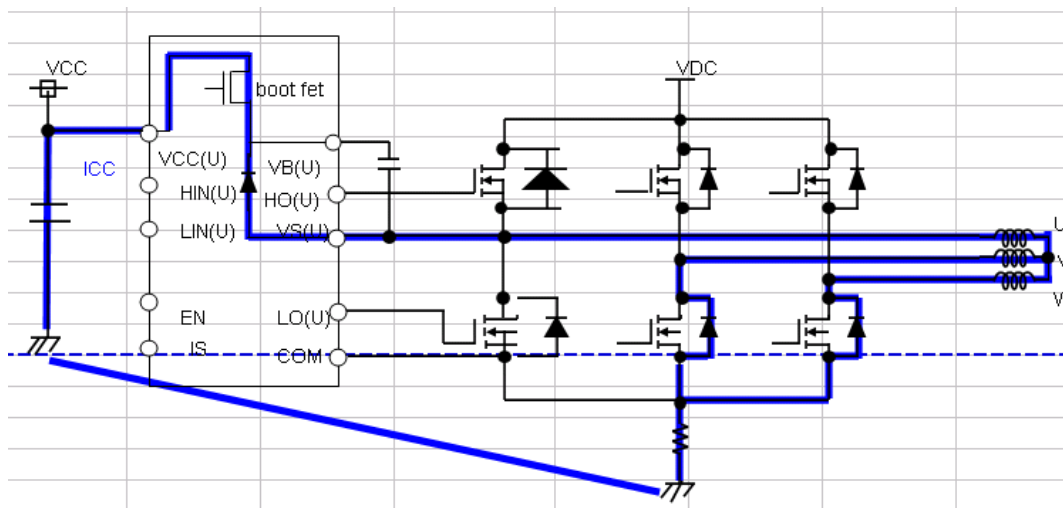 VCC
VDC
boot fet
ICC
VCC(U)
VB(U)
HIN(U)
HO(U)
LIN(U)
VS(U)
U
V
W
EN
LO(U)
IS
COM